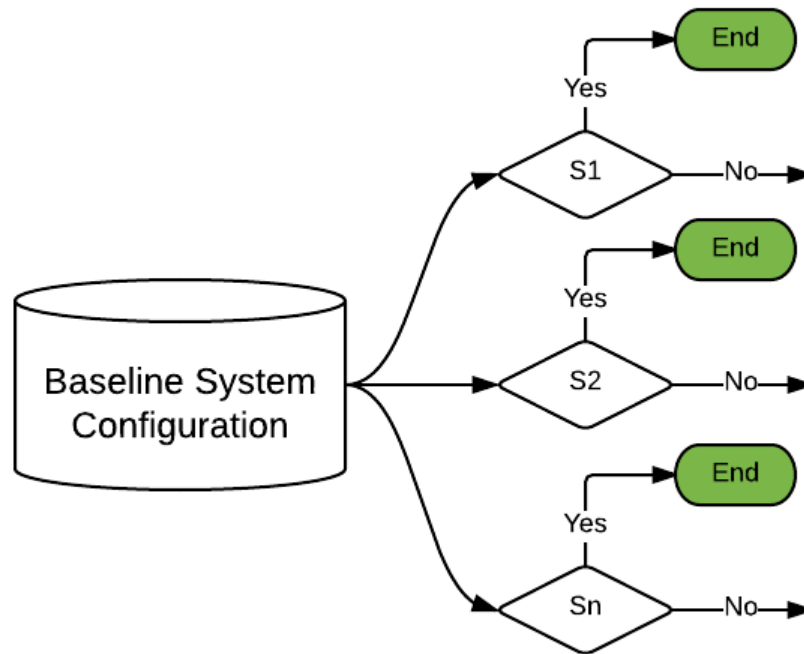 End
Yes
S1
No
End
Yes
Baseline System
Configuration
S2
No
End
Yes
Sn
No